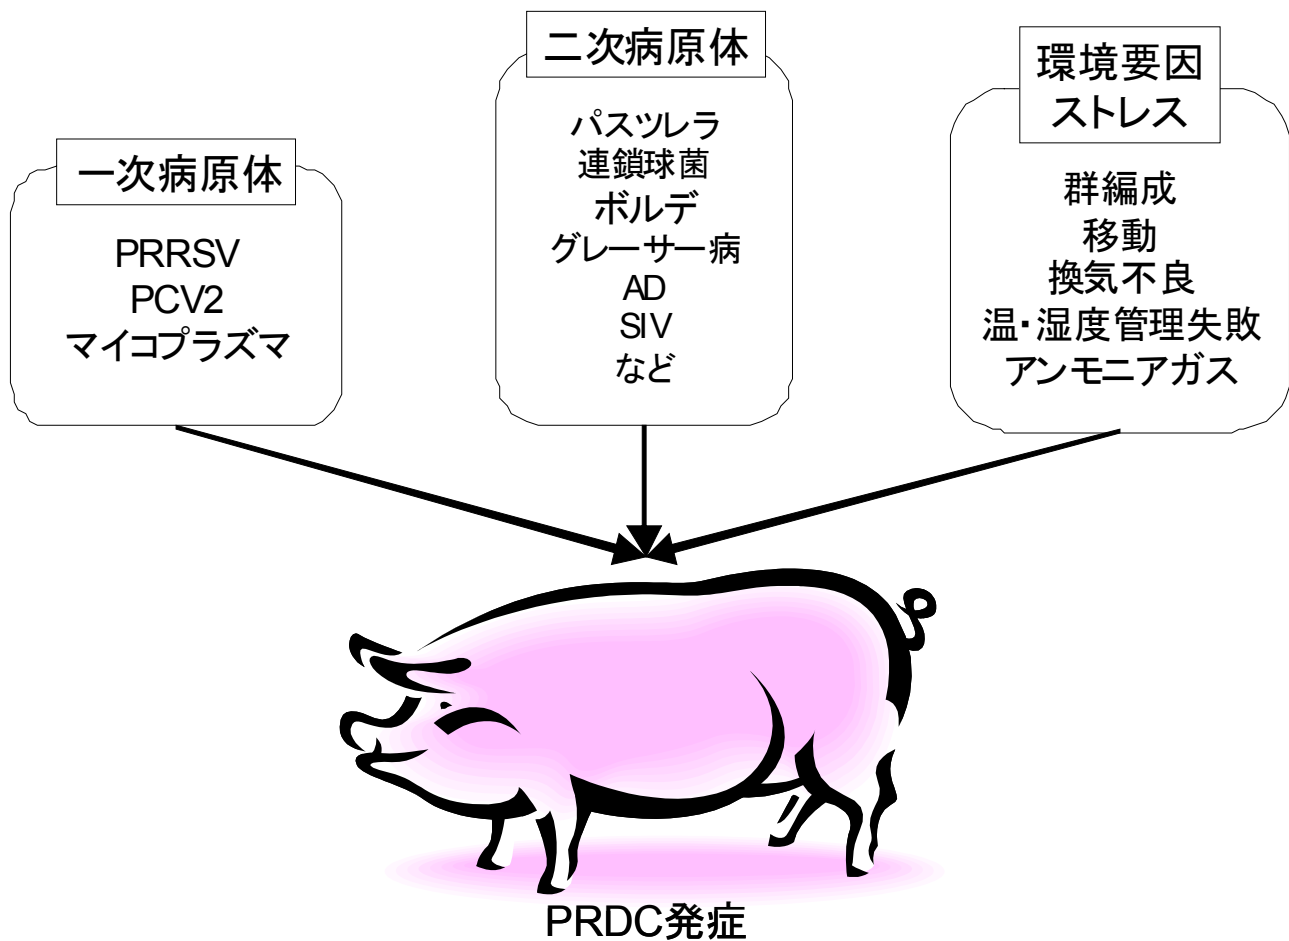 一次病原体
PRRSV
PCV2
マイコプラズマ
二次病原体
パスツレラ
連鎖球菌
ボルデ
グレーサー病
AD
SIV
など
環境要因
ストレス
群編成
移動
換気不良
温・湿度管理失敗
アンモニアガス
PRDC発症